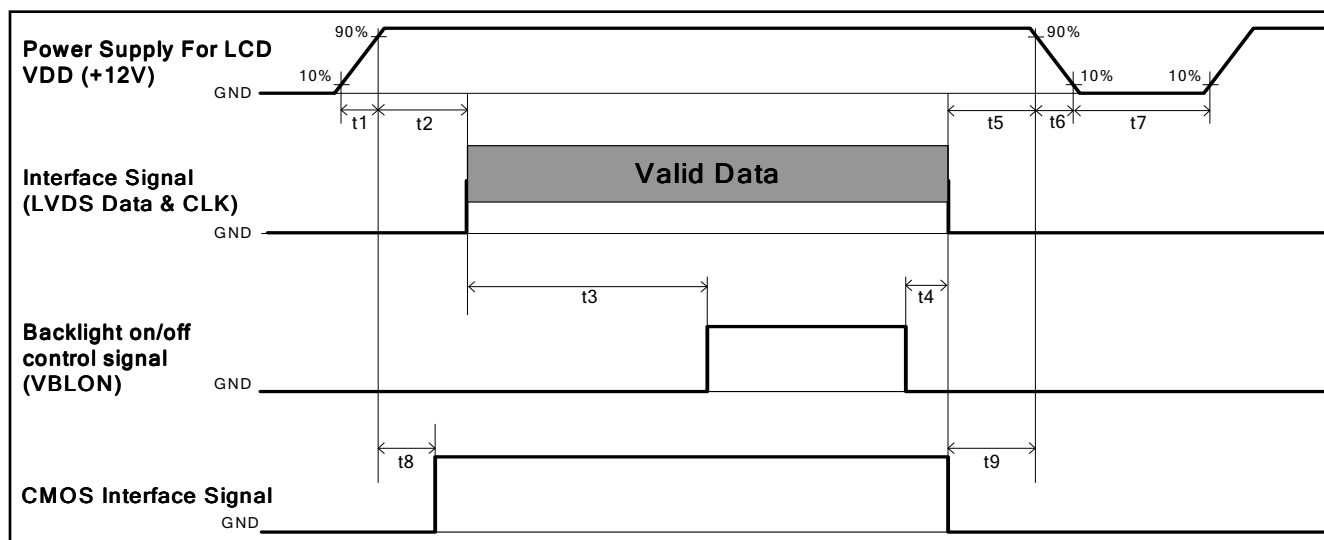 90%
90%
Power Supply For LCD
VDD (+12V)
10%
10%
10%
GND
t1
t2
t5
t6
t7
Valid Data
Interface Signal
(LVDS Data & CLK)
GND
t3
t4
Backlight on/off
control signal
(VBLON)
GND
t8
t9
CMOS Interface Signal
GND